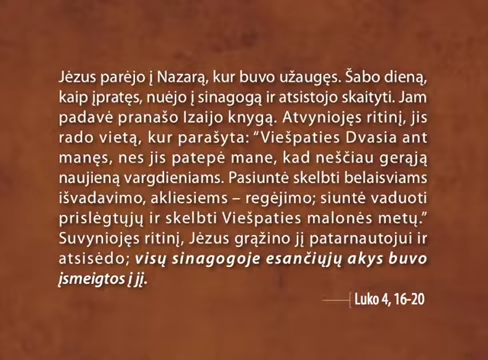 Jėzus parėjo į Nazarą, kur buvo užaugęs. Šabo dieną,
kaip įpratęs, nuėjo į sinagogą ir atsistojo skaityti. Jam
padavė pranašo Izaijo knygą. Atvyniojęs ritinį, jis
rado vietą, kur parašyta: “Viešpaties Dvasia ant
manęs, nes jis patepė mane, kad neščiau gerąją
naujieną vargdieniams. Pasiuntė skelbti belaisviams
išvadavimo, akliesiems – regėjimo; siuntė vaduoti
prislėgtųjų ir skelbti Viešpaties malonės metų.”
Suvyniojęs ritinį, Jėzus grąžino jį patarnautojui ir
atsisėdo; visų sinagogoje esančiųjų akys buvo
įsmeigtos į jį.
Luko 4, 16-20